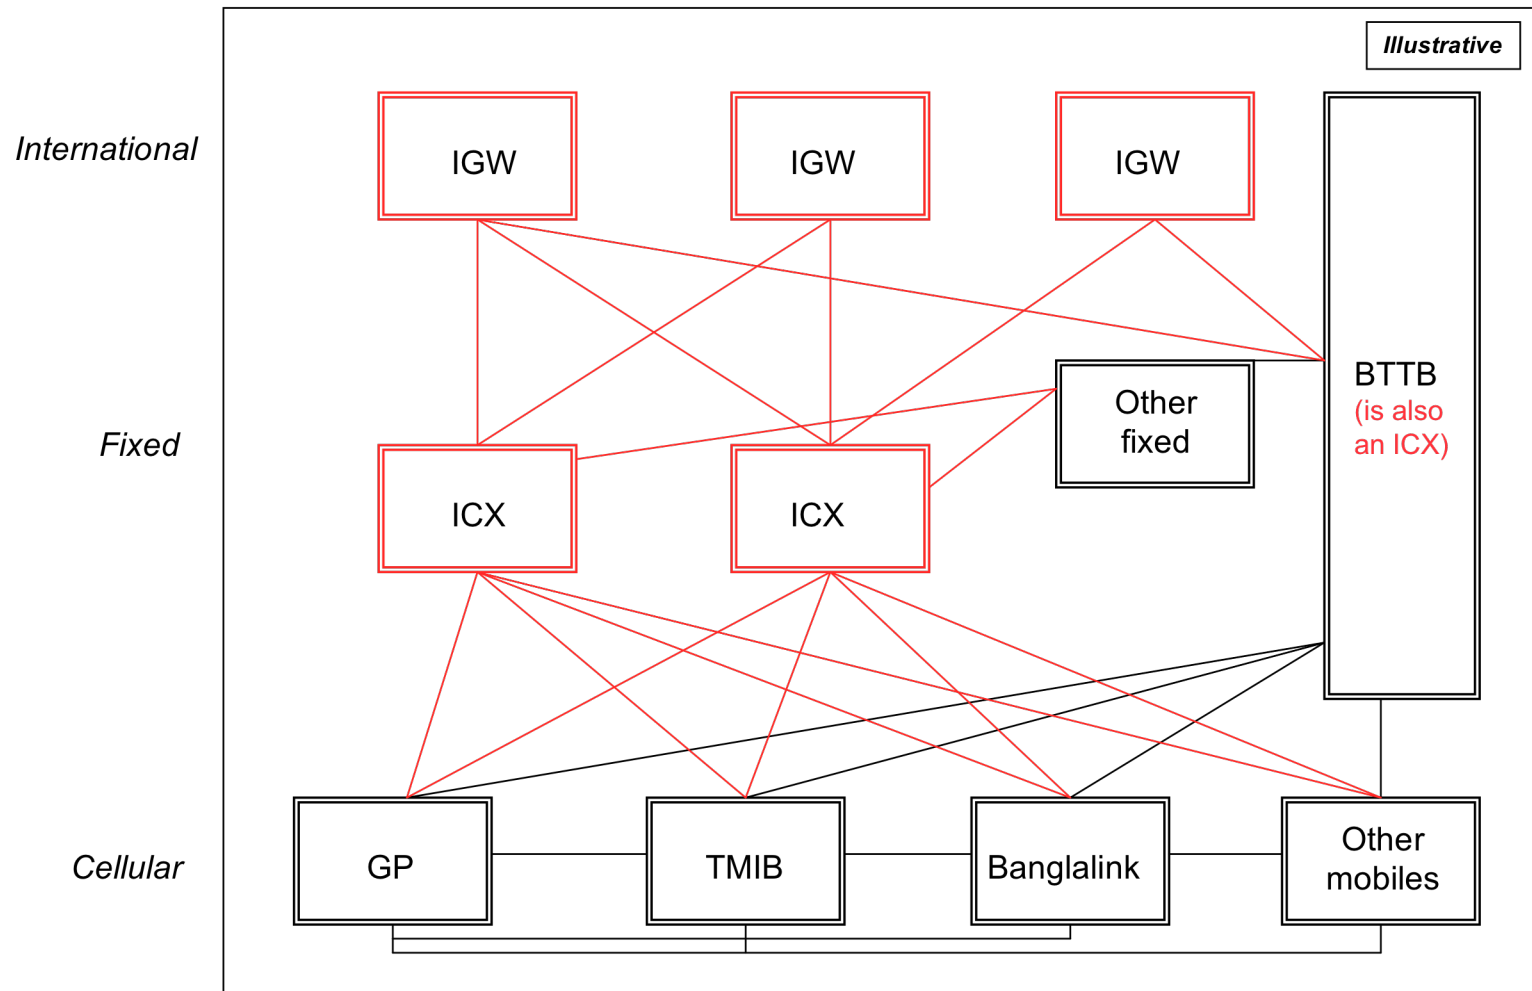 Illustrative
International
IGW
IGW
IGW
BTTB
(is also
an ICX)
Other
fixed
Fixed
ICX
ICX
Cellular
GP
TMIB
Banglalink
Other
mobiles